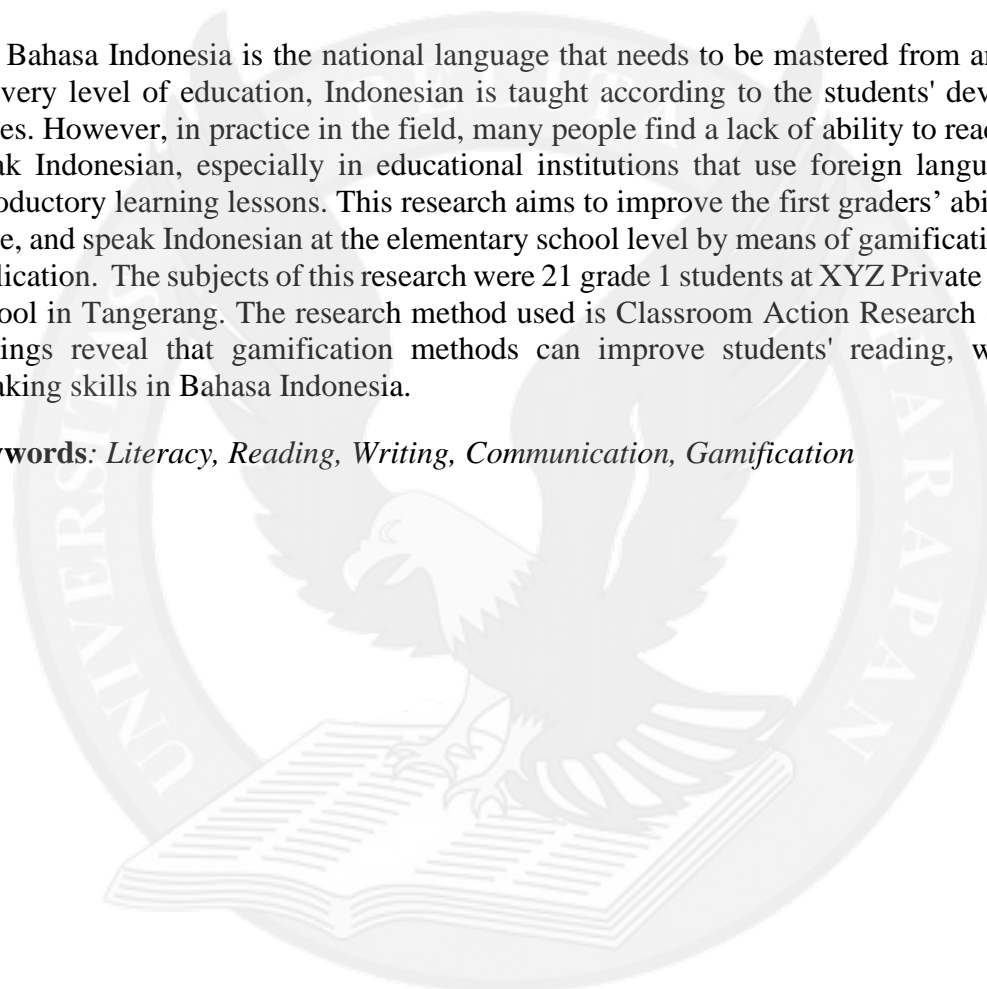 Bahasa Indonesia is the national language that needs to be mastered from an
very level of education, Indonesian is taught according to the students' dev
es. However, in practice in the field, many people find a lack of ability to read
ak Indonesian, especially in educational institutions that use foreign langu
oductory learning lessons. This research aims to improve the first graders’ abi
e, and speak Indonesian at the elementary school level by means of gamificati
lication. The subjects of this research were 21 grade 1 students at XYZ Private
ool in Tangerang. The research method used is Classroom Action Research
ings reveal that gamification methods can improve students' reading, w
aking skills in Bahasa Indonesia.
words: Literacy, Reading, Writing, Communication, Gamification
UNIVERSITAS PELITA HARAPAN